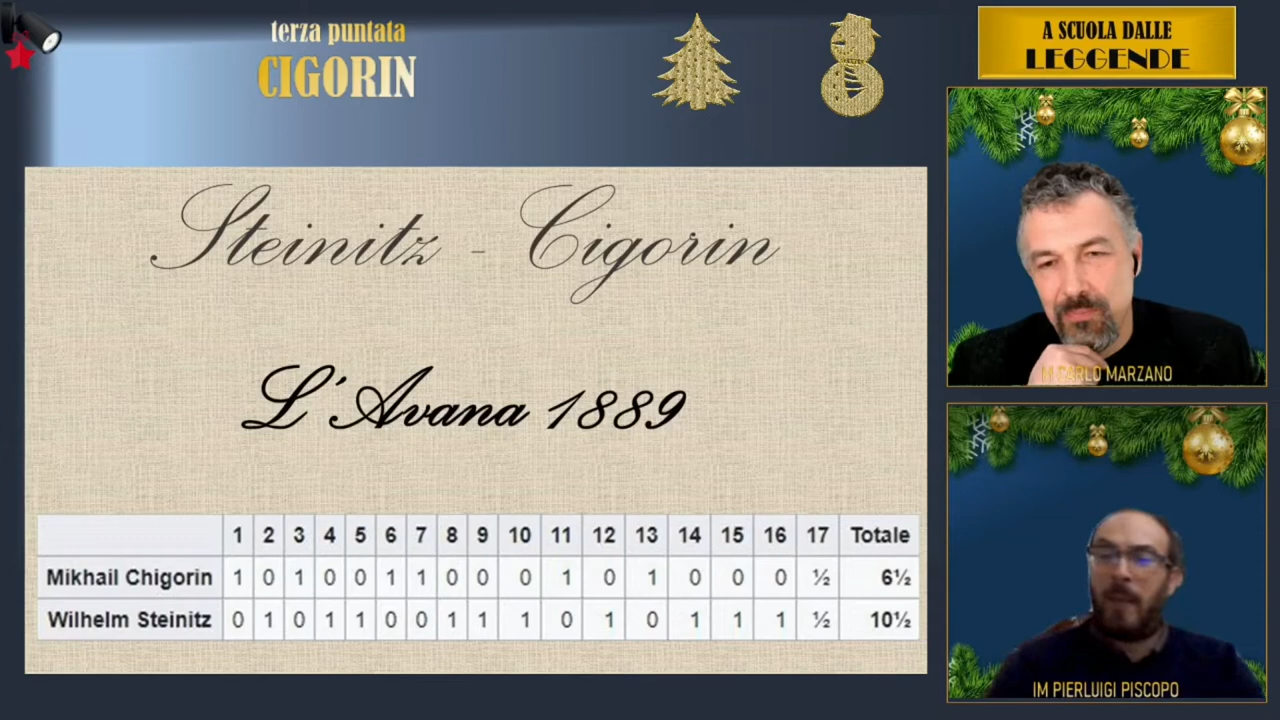 terza puntata
CIGORIN
A SCUOLA DALLE
LEGGENDE
Steinitz - Cigorin
L'Avana 1889
1 2 3 4 5 6 7 8 9 10 11 12 13 14 15 16 17 Totale
Mikhail Chigorin 1 0 1 0 0 1 1 0 0 0 1 0 1 0 0 0 ½ 6½
Wilhelm Steinitz 0 1 0 1 1 0 0 1 1 1 0 1 0 1 1 1 ½ 10½
CARLO MARZANO
IM PIERLUIGI PISCOPO